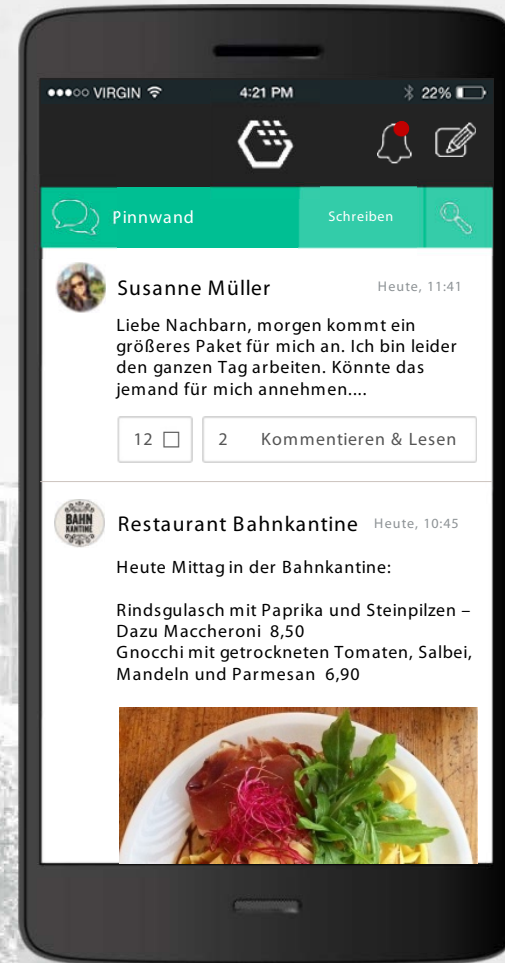 VIRGIN 4:21 PM 22%
Pinnwand Schreiben
Susanne Müller Heute, 11:41
Liebe Nachbarn, morgen kommt ein
größeres Paket für mich an. Ich bin leider
den ganzen Tag arbeiten. Könnte das
jemand für mich annehmen....
12 2 Kommentieren & Lesen
BAHN
KANTINE
Restaurant Bahnkantine Heute, 10:45
Heute Mittag in der Bahnkantine:
Rindsgulasch mit Paprika und Steinpilzen –
Dazu Maccheroni 8,50
Gnocchi mit getrockneten Tomaten, Salbei,
Mandeln und Parmesan 6,90